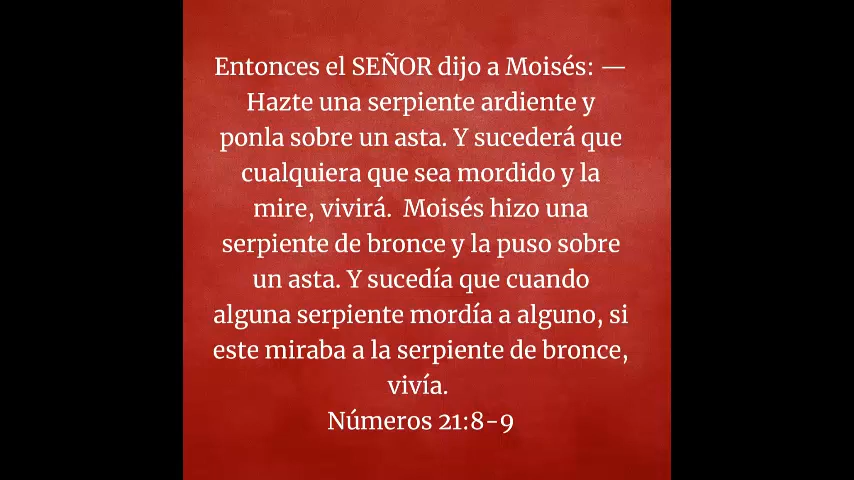 Entonces el SEÑOR dijo a Moisés: —
Hazte una serpiente ardiente y
ponla sobre un asta. Y sucederá que
cualquiera que sea mordido y la
mire, vivirá.  Moisés hizo una
serpiente de bronce y la puso sobre
un asta. Y sucedía que cuando
alguna serpiente mordía a alguno, si
este miraba a la serpiente de bronce,
vivía.
Números 21:8-9